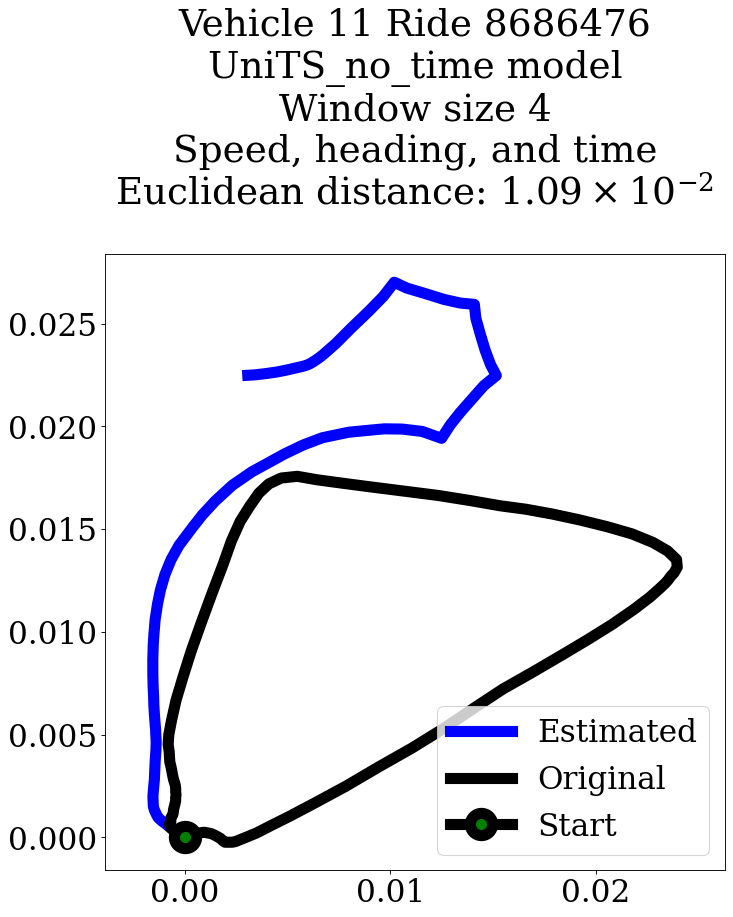 Vehicle 11 Ride 8686476
UniTS_no_time model
Window size 4
Speed, heading, and time
Euclidean distance: 1.09 × 10⁻²
0.025
0.020
0.015
0.010
0.005
0.000
0.00 0.01 0.02
Estimated
Original
Start